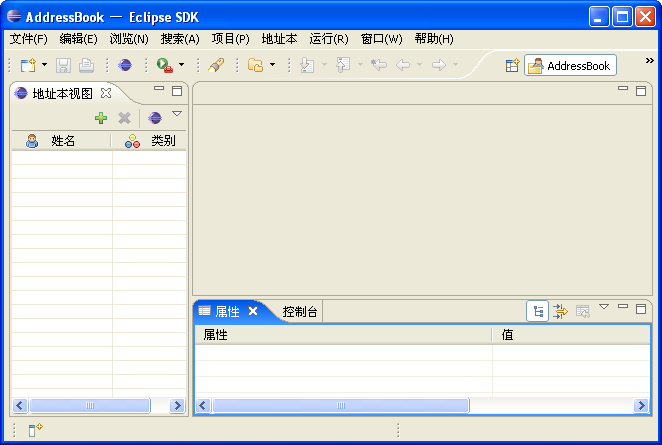 AddressBook — Eclipse SDK
文件(F) 编辑(E) 浏览(N) 搜索(A) 项目(P) 地址本 运行(R) 窗口(W) 帮助(H)
AddressBook
地址本视图
姓名 类别
属性 控制台
属性 值